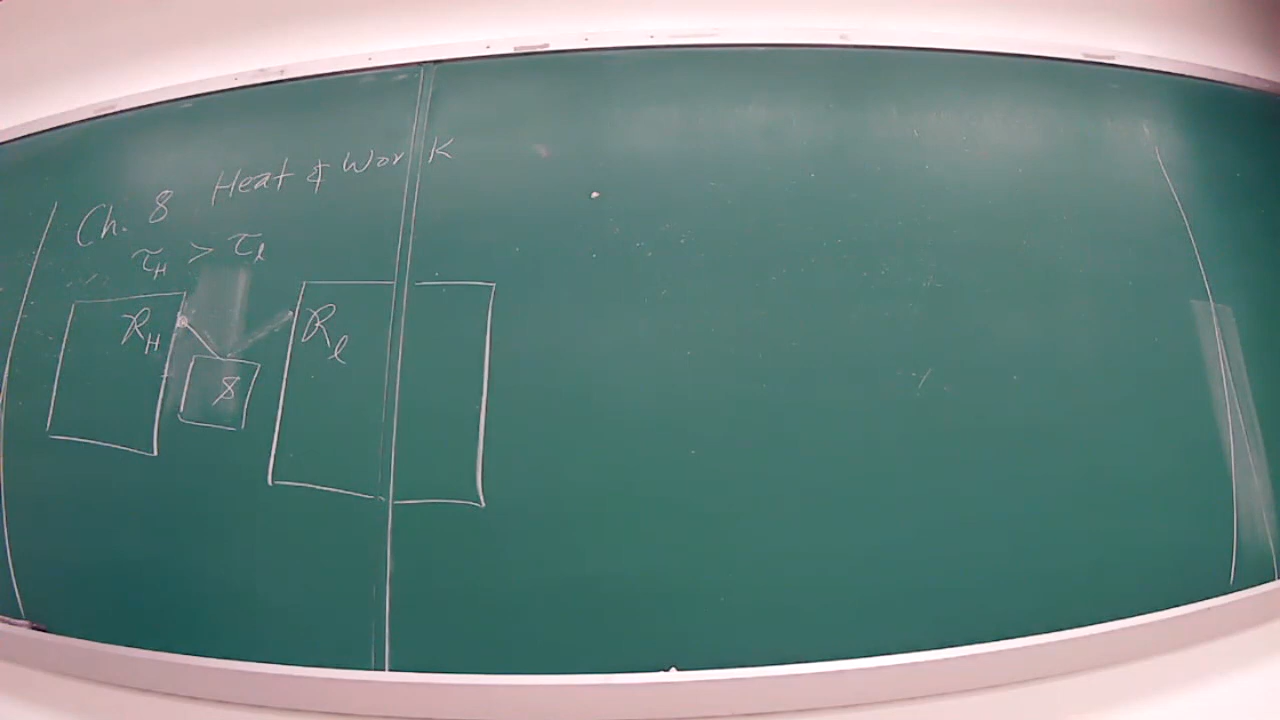 Ch. 8 Heat & Work
τ_H > τ_l
R_H
R_l
S